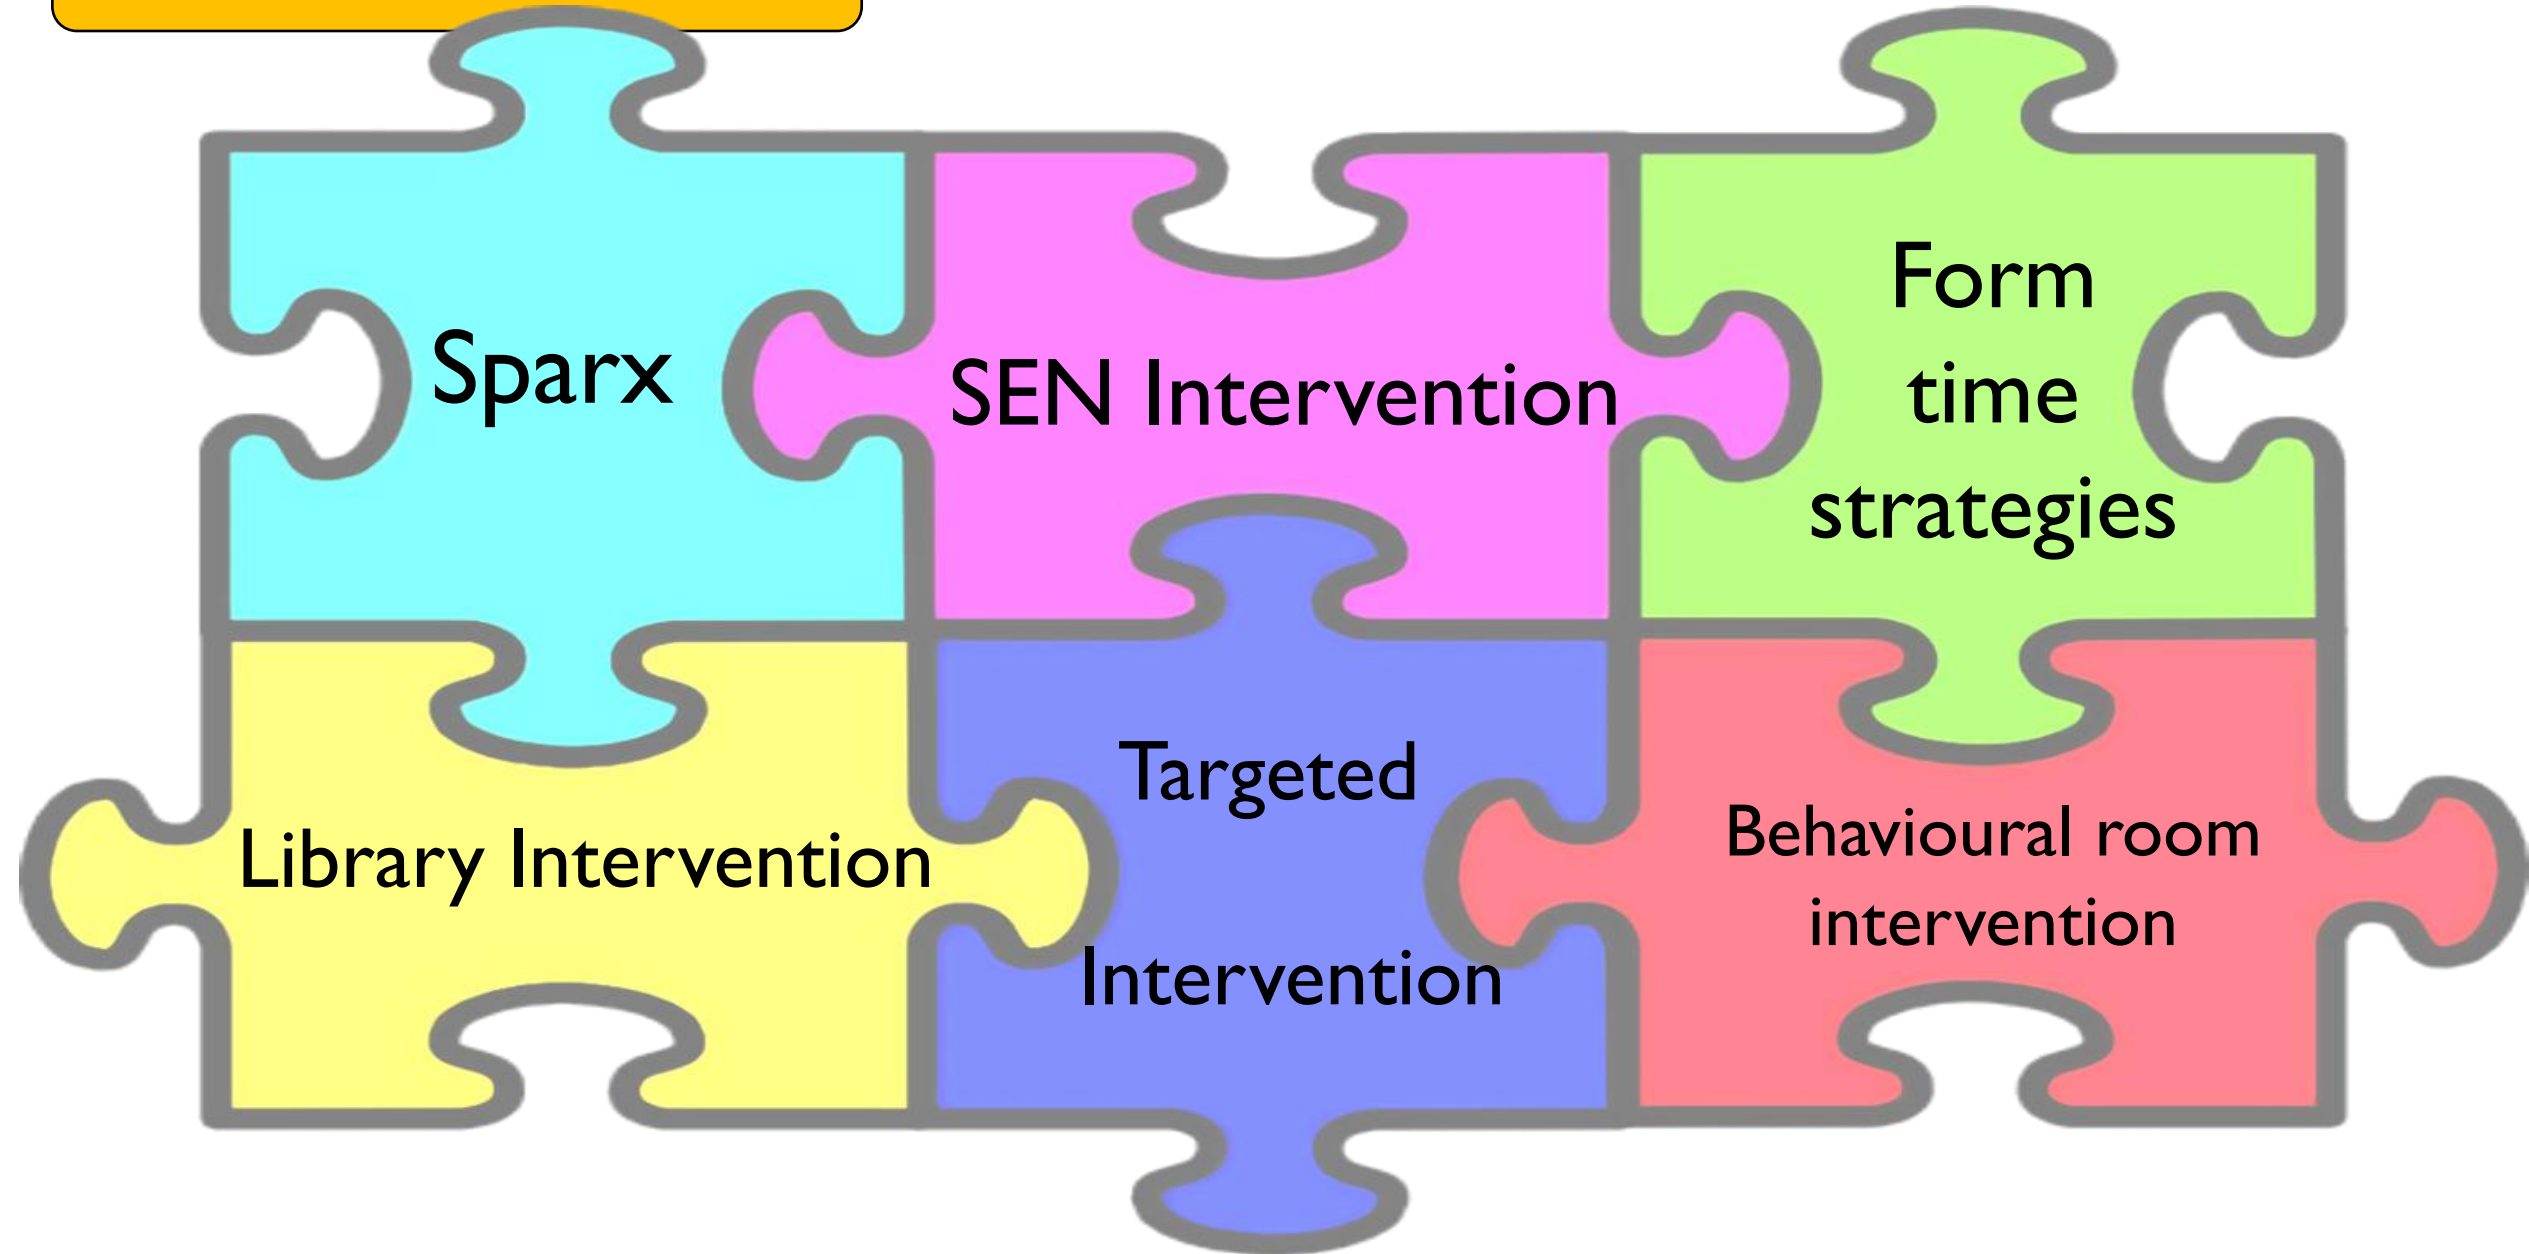 Sparx
SEN Intervention
Form
time
strategies
Library Intervention
Targeted
Intervention
Behavioural room
intervention